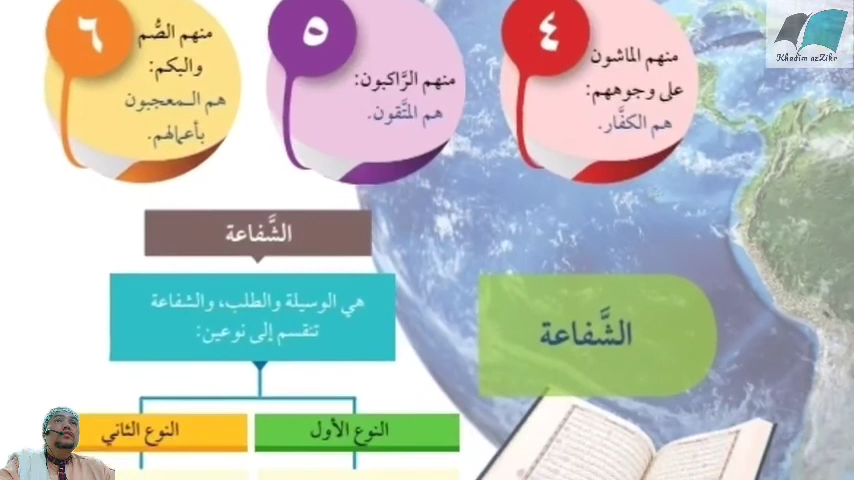 ٤
منهم الماشون
على وجوههم:
هم الكفَّار.
٥
منهم الرَّاكبون:
هم المتَّقون.
٦
منهم الصُّم
والبكم:
هم المعجبون
بأعمالهم.
Khadim azZikr
الشَّفاعة
الشَّفاعة
هي الوسيلة والطلب، والشفاعة
تنقسم إلى نوعين:
النوع الأول
النوع الثاني